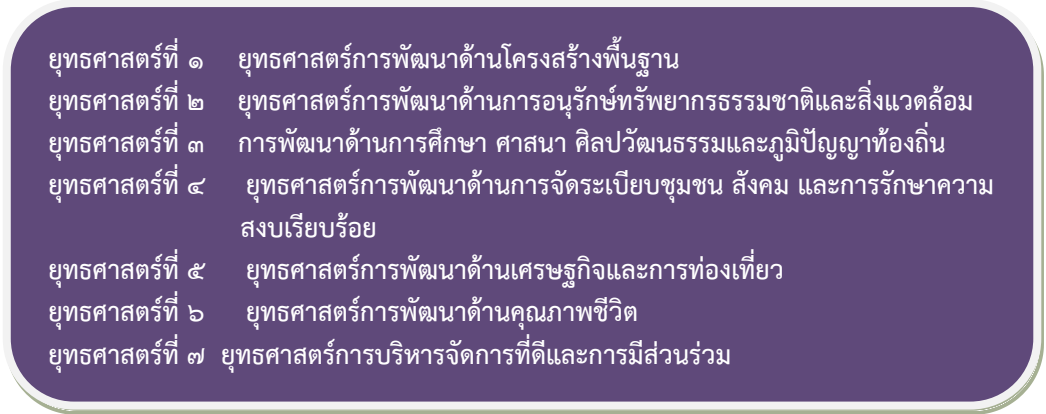 ยุทธศาสตร์ที่ ๑ ยุทธศาสตร์การพัฒนาด้านโครงสร้างพื้นฐาน
ยุทธศาสตร์ที่ ๒ ยุทธศาสตร์การพัฒนาด้านการอนุรักษ์ทรัพยากรธรรมชาติและสิ่งแวดล้อม
ยุทธศาสตร์ที่ ๓ การพัฒนาด้านการศึกษา ศาสนา ศิลปวัฒนธรรมและภูมิปัญญาท้องถิ่น
ยุทธศาสตร์ที่ ๔ ยุทธศาสตร์การพัฒนาด้านการจัดระเบียบชุมชน สังคม และการรักษาความ
สงบเรียบร้อย
ยุทธศาสตร์ที่ ๕ ยุทธศาสตร์การพัฒนาด้านเศรษฐกิจและการท่องเที่ยว
ยุทธศาสตร์ที่ ๖ ยุทธศาสตร์การพัฒนาด้านคุณภาพชีวิต
ยุทธศาสตร์ที่ ๗ ยุทธศาสตร์การบริหารจัดการที่ดีและการมีส่วนร่วม